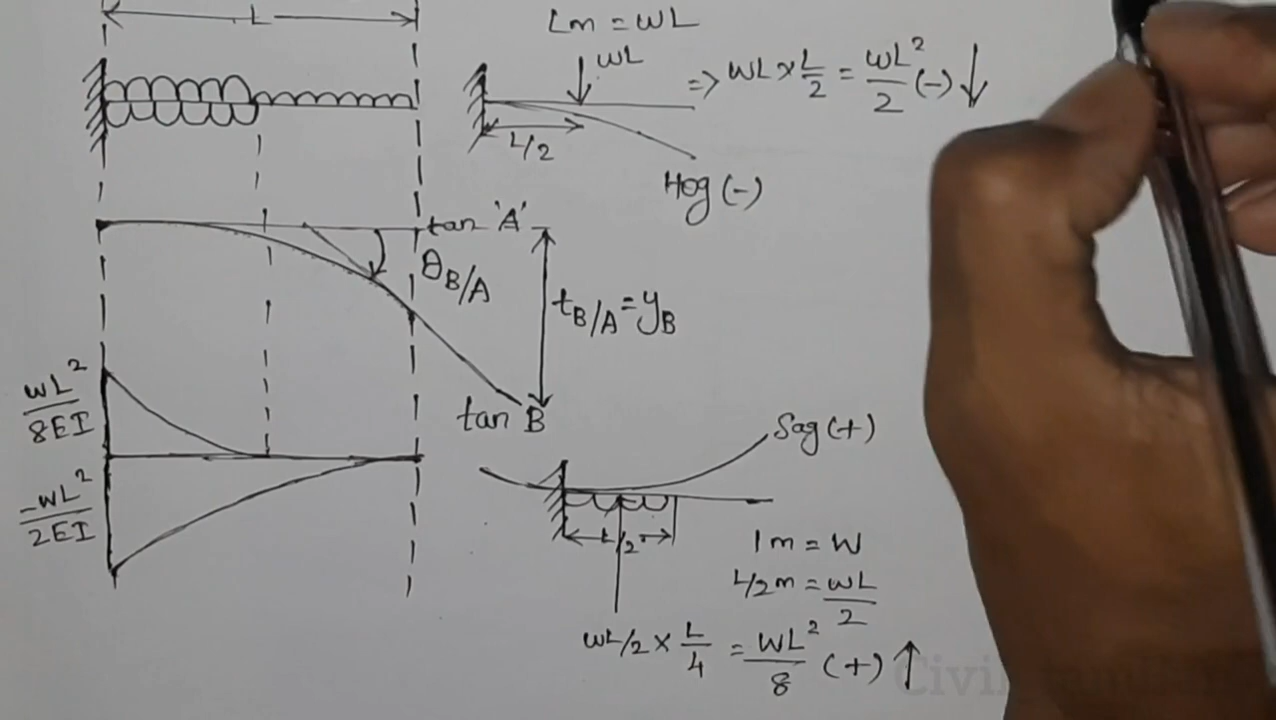 L
Lm = WL
WL
=> WL × L/2 = WL²/2 (-) ↓
L/2
Hog (-)
tan 'A'
θB/A
tB/A = yB
tan B
WL²/8EI
-WL²/2EI
Sag (+)
L/2
1m = W
L/2m = WL/2
WL/2 × L/4 = WL²/8 (+) ↑